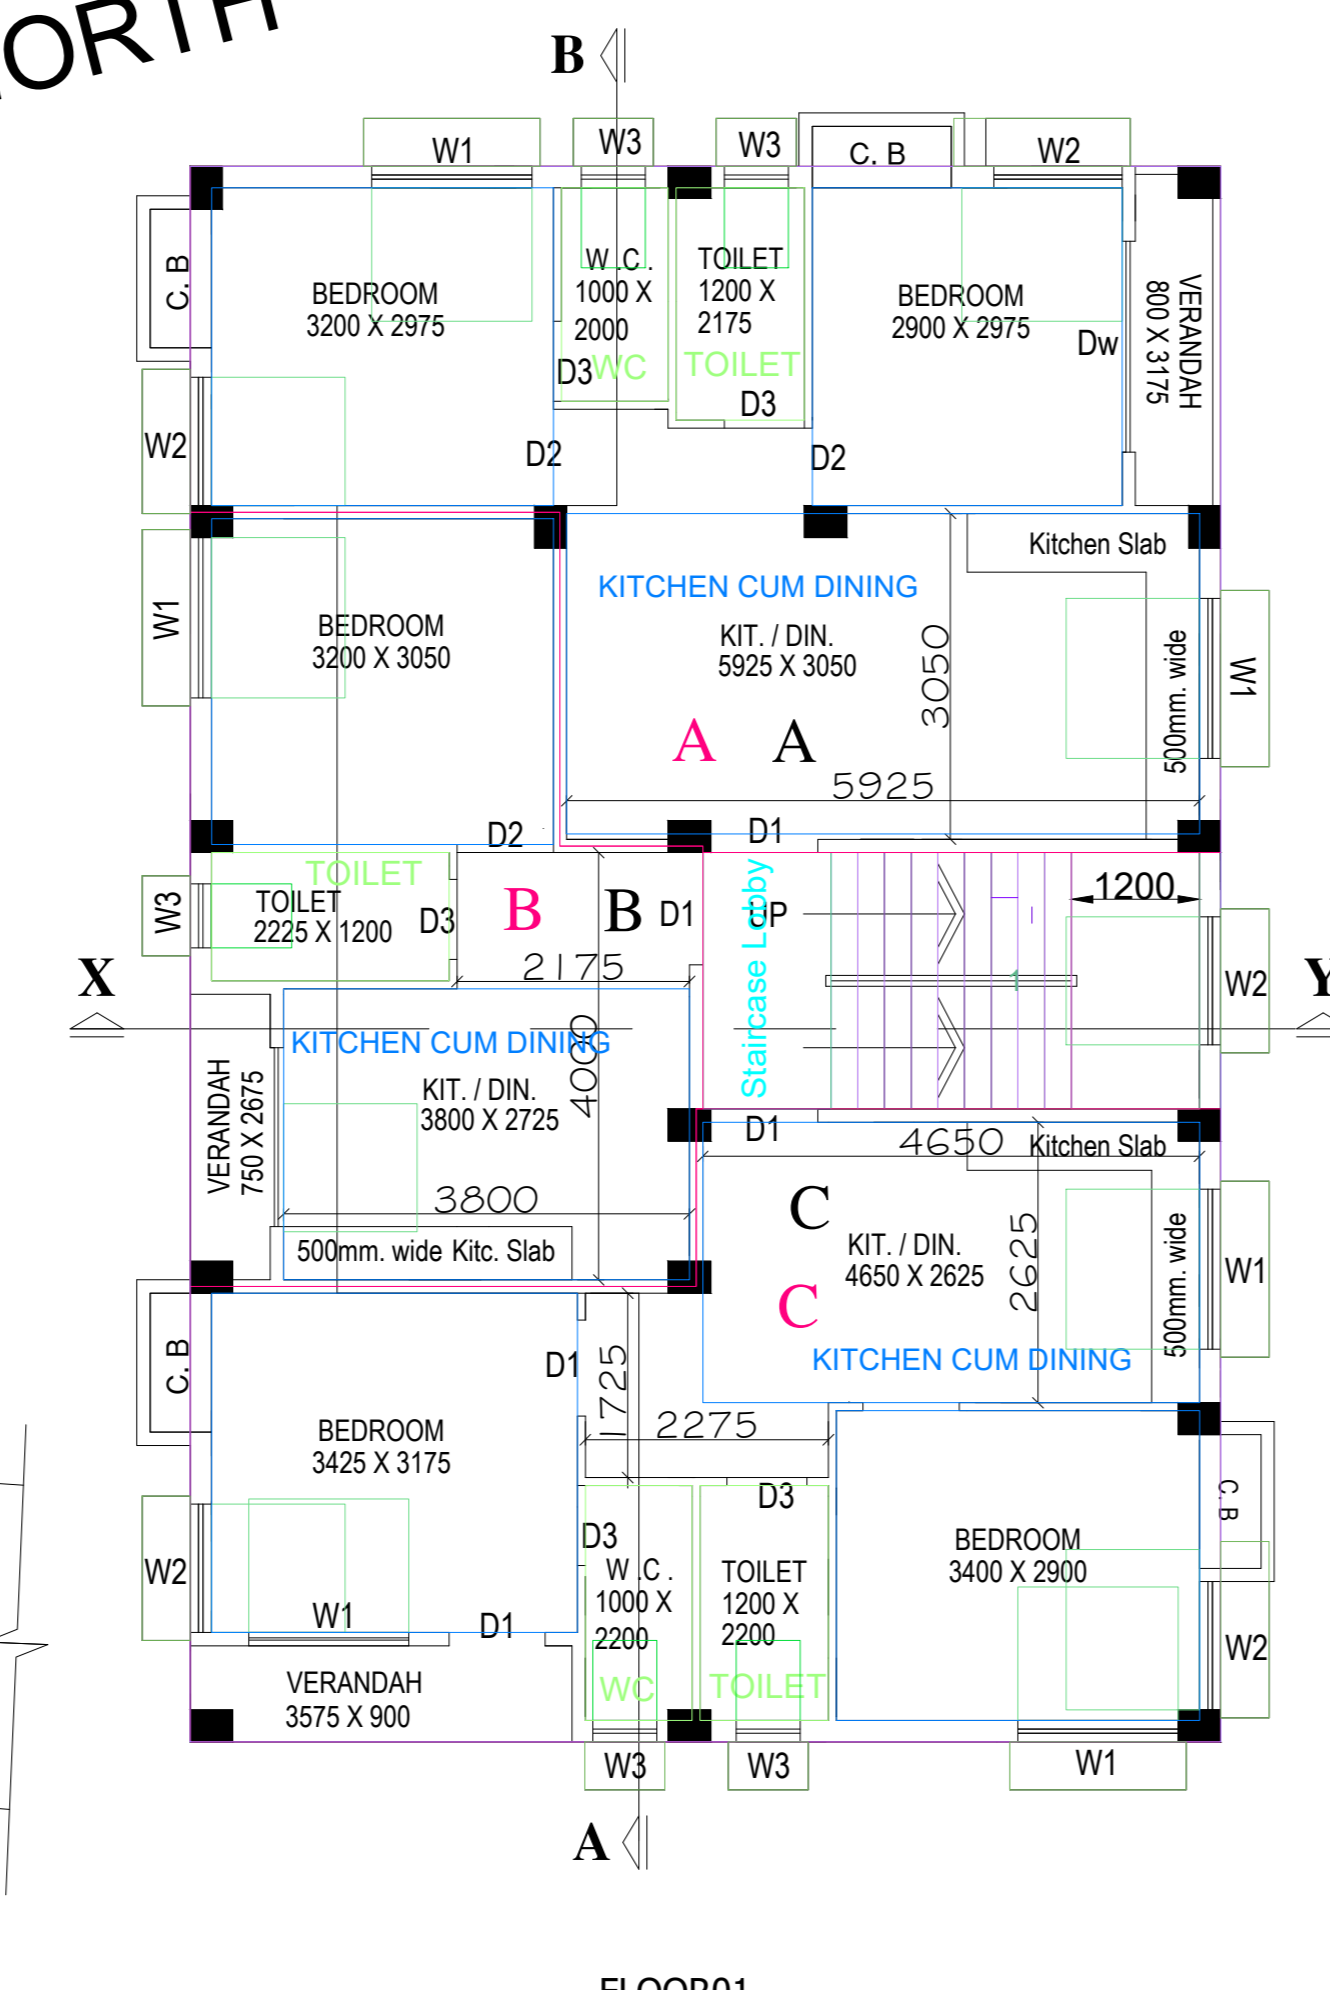 NORTH
B
W1
W3
W3
C. B
W2
C. B
BEDROOM
3200 X 2975
W .C .
1000 X
2000
WC
D3
TOILET
1200 X
2175
TOILET
D3
BEDROOM
2900 X 2975
Dw
VERANDAH
800 X 3175
W2
D2
D2
Kitchen Slab
KITCHEN CUM DINING
KIT. / DIN.
5925 X 3050
3050
500mm. wide
W1
W1
BEDROOM
3200 X 3050
A
A
5925
D2
D1
TOILET
TOILET
2225 X 1200
W3
D3
B
B
D1
UP
Staircase Lobby
1200
2175
1
W2
X
Y
KITCHEN CUM DINING
4000
KIT. / DIN.
3800 X 2725
VERANDAH
750 X 2675
3800
500mm. wide Kitc. Slab
D1
4650
Kitchen Slab
C
KIT. / DIN.
4650 X 2625
2625
500mm. wide
W1
C
KITCHEN CUM DINING
C. B
D1
1725
2275
BEDROOM
3425 X 3175
D3
D3
C. B
W .C .
1000 X
2200
WC
TOILET
1200 X
2200
TOILET
BEDROOM
3400 X 2900
W2
W2
W1
D1
VERANDAH
3575 X 900
W3
W3
W1
A
FLOOR01